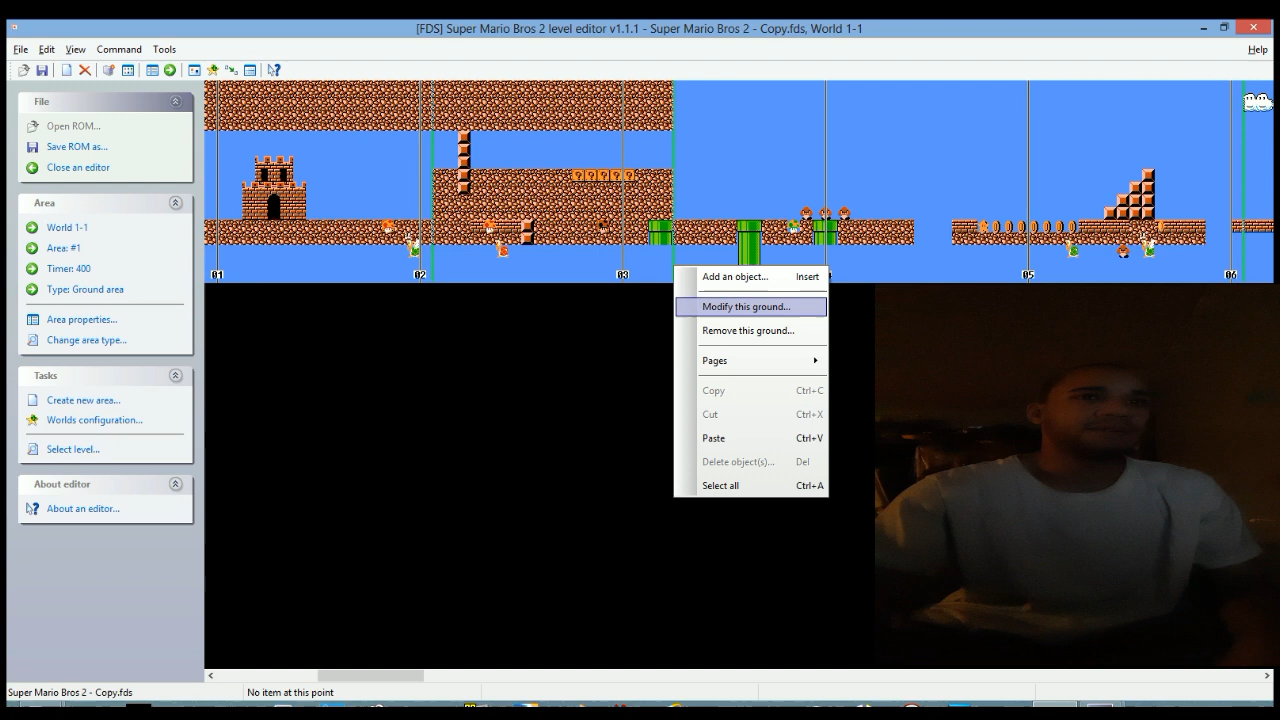 [FDS] Super Mario Bros 2 level editor v1.1.1 - Super Mario Bros 2 - Copy.fds, World 1-1
File Edit View Command Tools Help
File
Open ROM...
Save ROM as...
Close an editor
Area
World 1-1
Area: #1
Timer: 400
Type: Ground area
Area properties...
Change area type...
Tasks
Create new area...
Worlds configuration...
Select level...
About editor
About an editor...
? ? ? ? ?
01 02 03 05 06
Add an object... Insert
Modify this ground...
Remove this ground...
Pages
Copy Ctrl+C
Cut Ctrl+X
Paste Ctrl+V
Delete object(s)... Del
Select all Ctrl+A
Super Mario Bros 2 - Copy.fds No item at this point